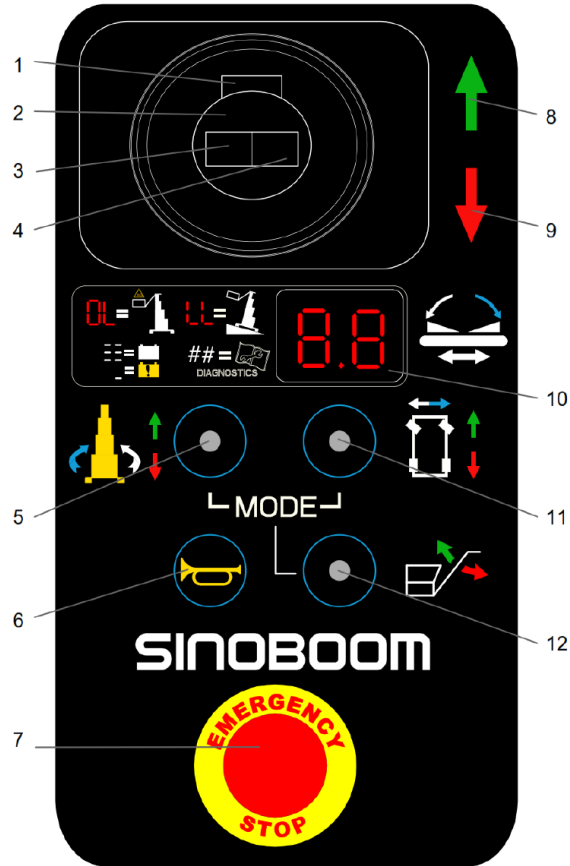 1
2
3
4
8
9
OL=
LL=
=
=
##=
DIAGNOSTICS
8.8
10
5
11
MODE
6
12
SINOBOOM
7
EMERGENCY
STOP